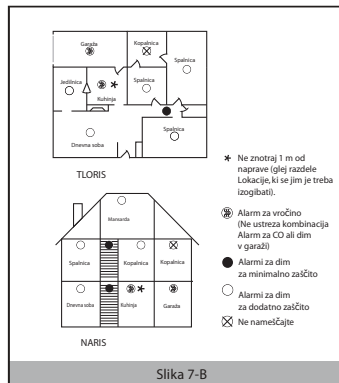 Garaža
Kopalnica
Spalnica
Jedilnica
Spalnica
Kuhinja
Dnevna soba
Spalnica
TLORIS
* Ne znotraj 1 m od
naprave (glej razdele
Lokacije, ki se jim je treba
izogibati).
Mansarda
Alarm za vročino
(Ne ustreza kombinacija
Alarm za CO ali dim
v garaži)
Spalnica
Kopalnica
Kopalnica
Alarmi za dim
za minimalno zaščito
Dnevna soba
Kuhinja
*
Garaža
Alarmi za dim
za dodatno zaščito
Ne nameščajte
NARIS
Slika 7-B